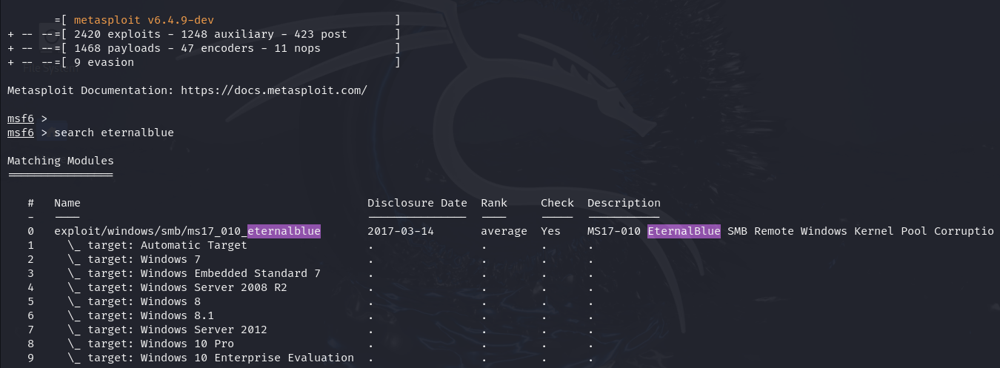 =[ metasploit v6.4.9-dev ]
+ -- --=[ 2420 exploits - 1248 auxiliary - 423 post ]
+ -- --=[ 1468 payloads - 47 encoders - 11 nops ]
+ -- --=[ 9 evasion ]
File System
Metasploit Documentation: https://docs.metasploit.com/
msf6 >
msf6 > search eternalblue
Matching Modules
================
# Name Disclosure Date Rank Check Description
- ---- --------------- ---- ----- -----------
0 exploit/windows/smb/ms17_010_eternalblue 2017-03-14 average Yes MS17-010 EternalBlue SMB Remote Windows Kernel Pool Corruptio
1 \_ target: Automatic Target . . . .
2 \_ target: Windows 7 . . . .
3 \_ target: Windows Embedded Standard 7 . . . .
4 \_ target: Windows Server 2008 R2 . . . .
5 \_ target: Windows 8 . . . .
6 \_ target: Windows 8.1 . . . .
7 \_ target: Windows Server 2012 . . . .
8 \_ target: Windows 10 Pro . . . .
9 \_ target: Windows 10 Enterprise Evaluation . . . .